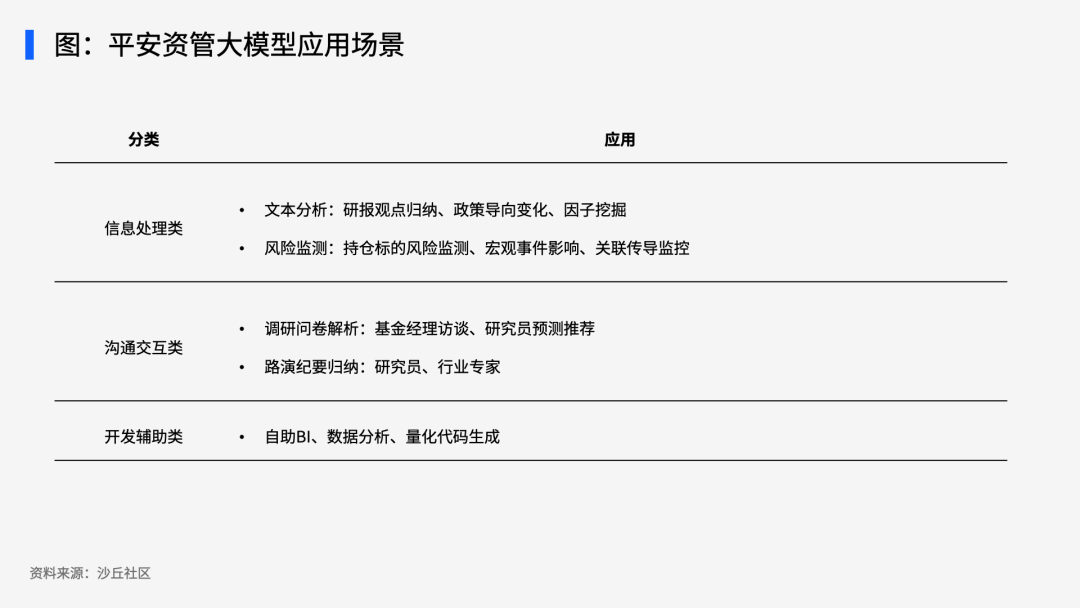 图：平安资管大模型应用场景
分类 应用
信息处理类
• 文本分析：研报观点归纳、政策导向变化、因子挖掘
• 风险监测：持仓标的风险监测、宏观事件影响、关联传导监控
沟通交互类
• 调研问卷解析：基金经理访谈、研究员预测推荐
• 路演纪要归纳：研究员、行业专家
开发辅助类 • 自助BI、数据分析、量化代码生成
资料来源：沙丘社区